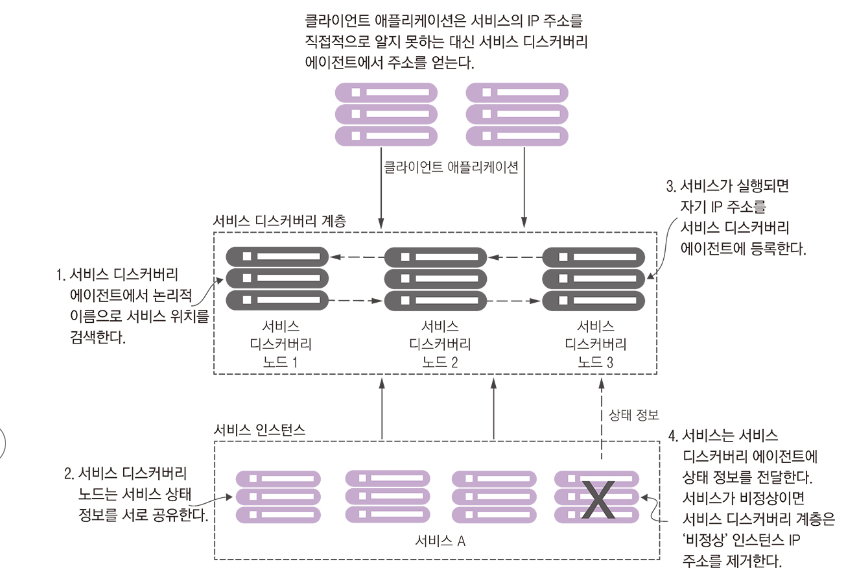 클라이언트 애플리케이션은 서비스의 IP 주소를
직접적으로 알지 못하는 대신 서비스 디스커버리
에이전트에서 주소를 얻는다.
클라이언트 애플리케이션
3. 서비스가 실행되면
자기 IP 주소를
서비스 디스커버리
에이전트에 등록한다.
서비스 디스커버리 계층
1. 서비스 디스커버리
에이전트에서 논리적
이름으로 서비스 위치를
검색한다.
서비스
디스커버리
노드 1
서비스
디스커버리
노드 2
서비스
디스커버리
노드 3
상태 정보
서비스 인스턴스
2. 서비스 디스커버리
노드는 서비스 상태
정보를 서로 공유한다.
X
서비스 A
4. 서비스는 서비스
디스커버리 에이전트에
상태 정보를 전달한다.
서비스가 비정상이면
서비스 디스커버리 계층은
‘비정상’ 인스턴스 IP
주소를 제거한다.